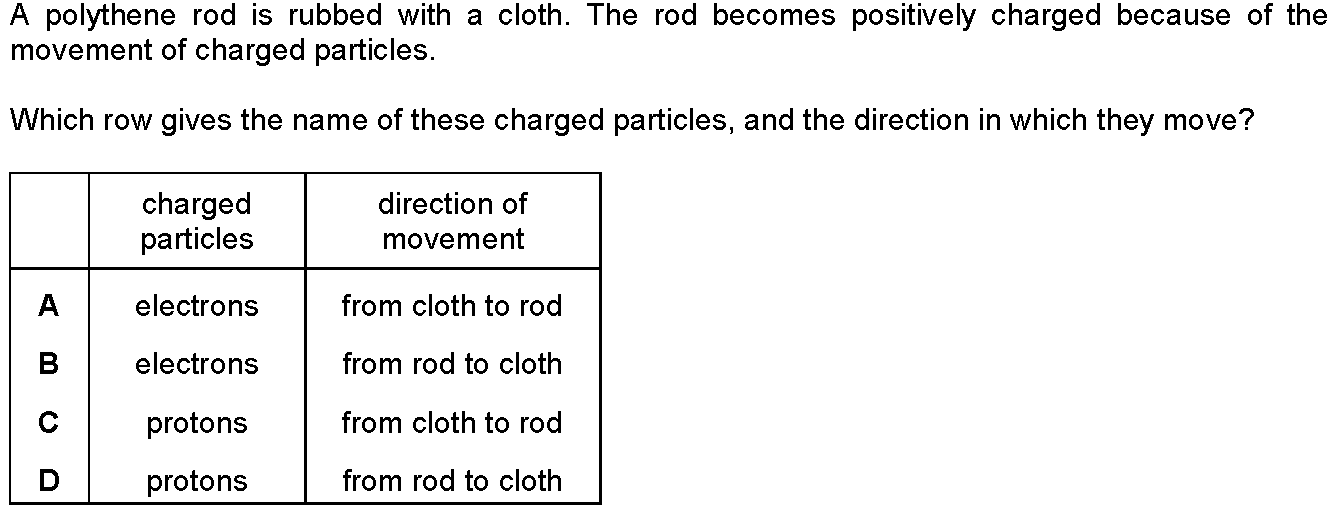 A polythene rod is rubbed with a cloth. The rod becomes positively charged because of the
movement of charged particles.
Which row gives the name of these charged particles, and the direction in which they move?
charged particles direction of movement
A electrons from cloth to rod
B electrons from rod to cloth
C protons from cloth to rod
D protons from rod to cloth